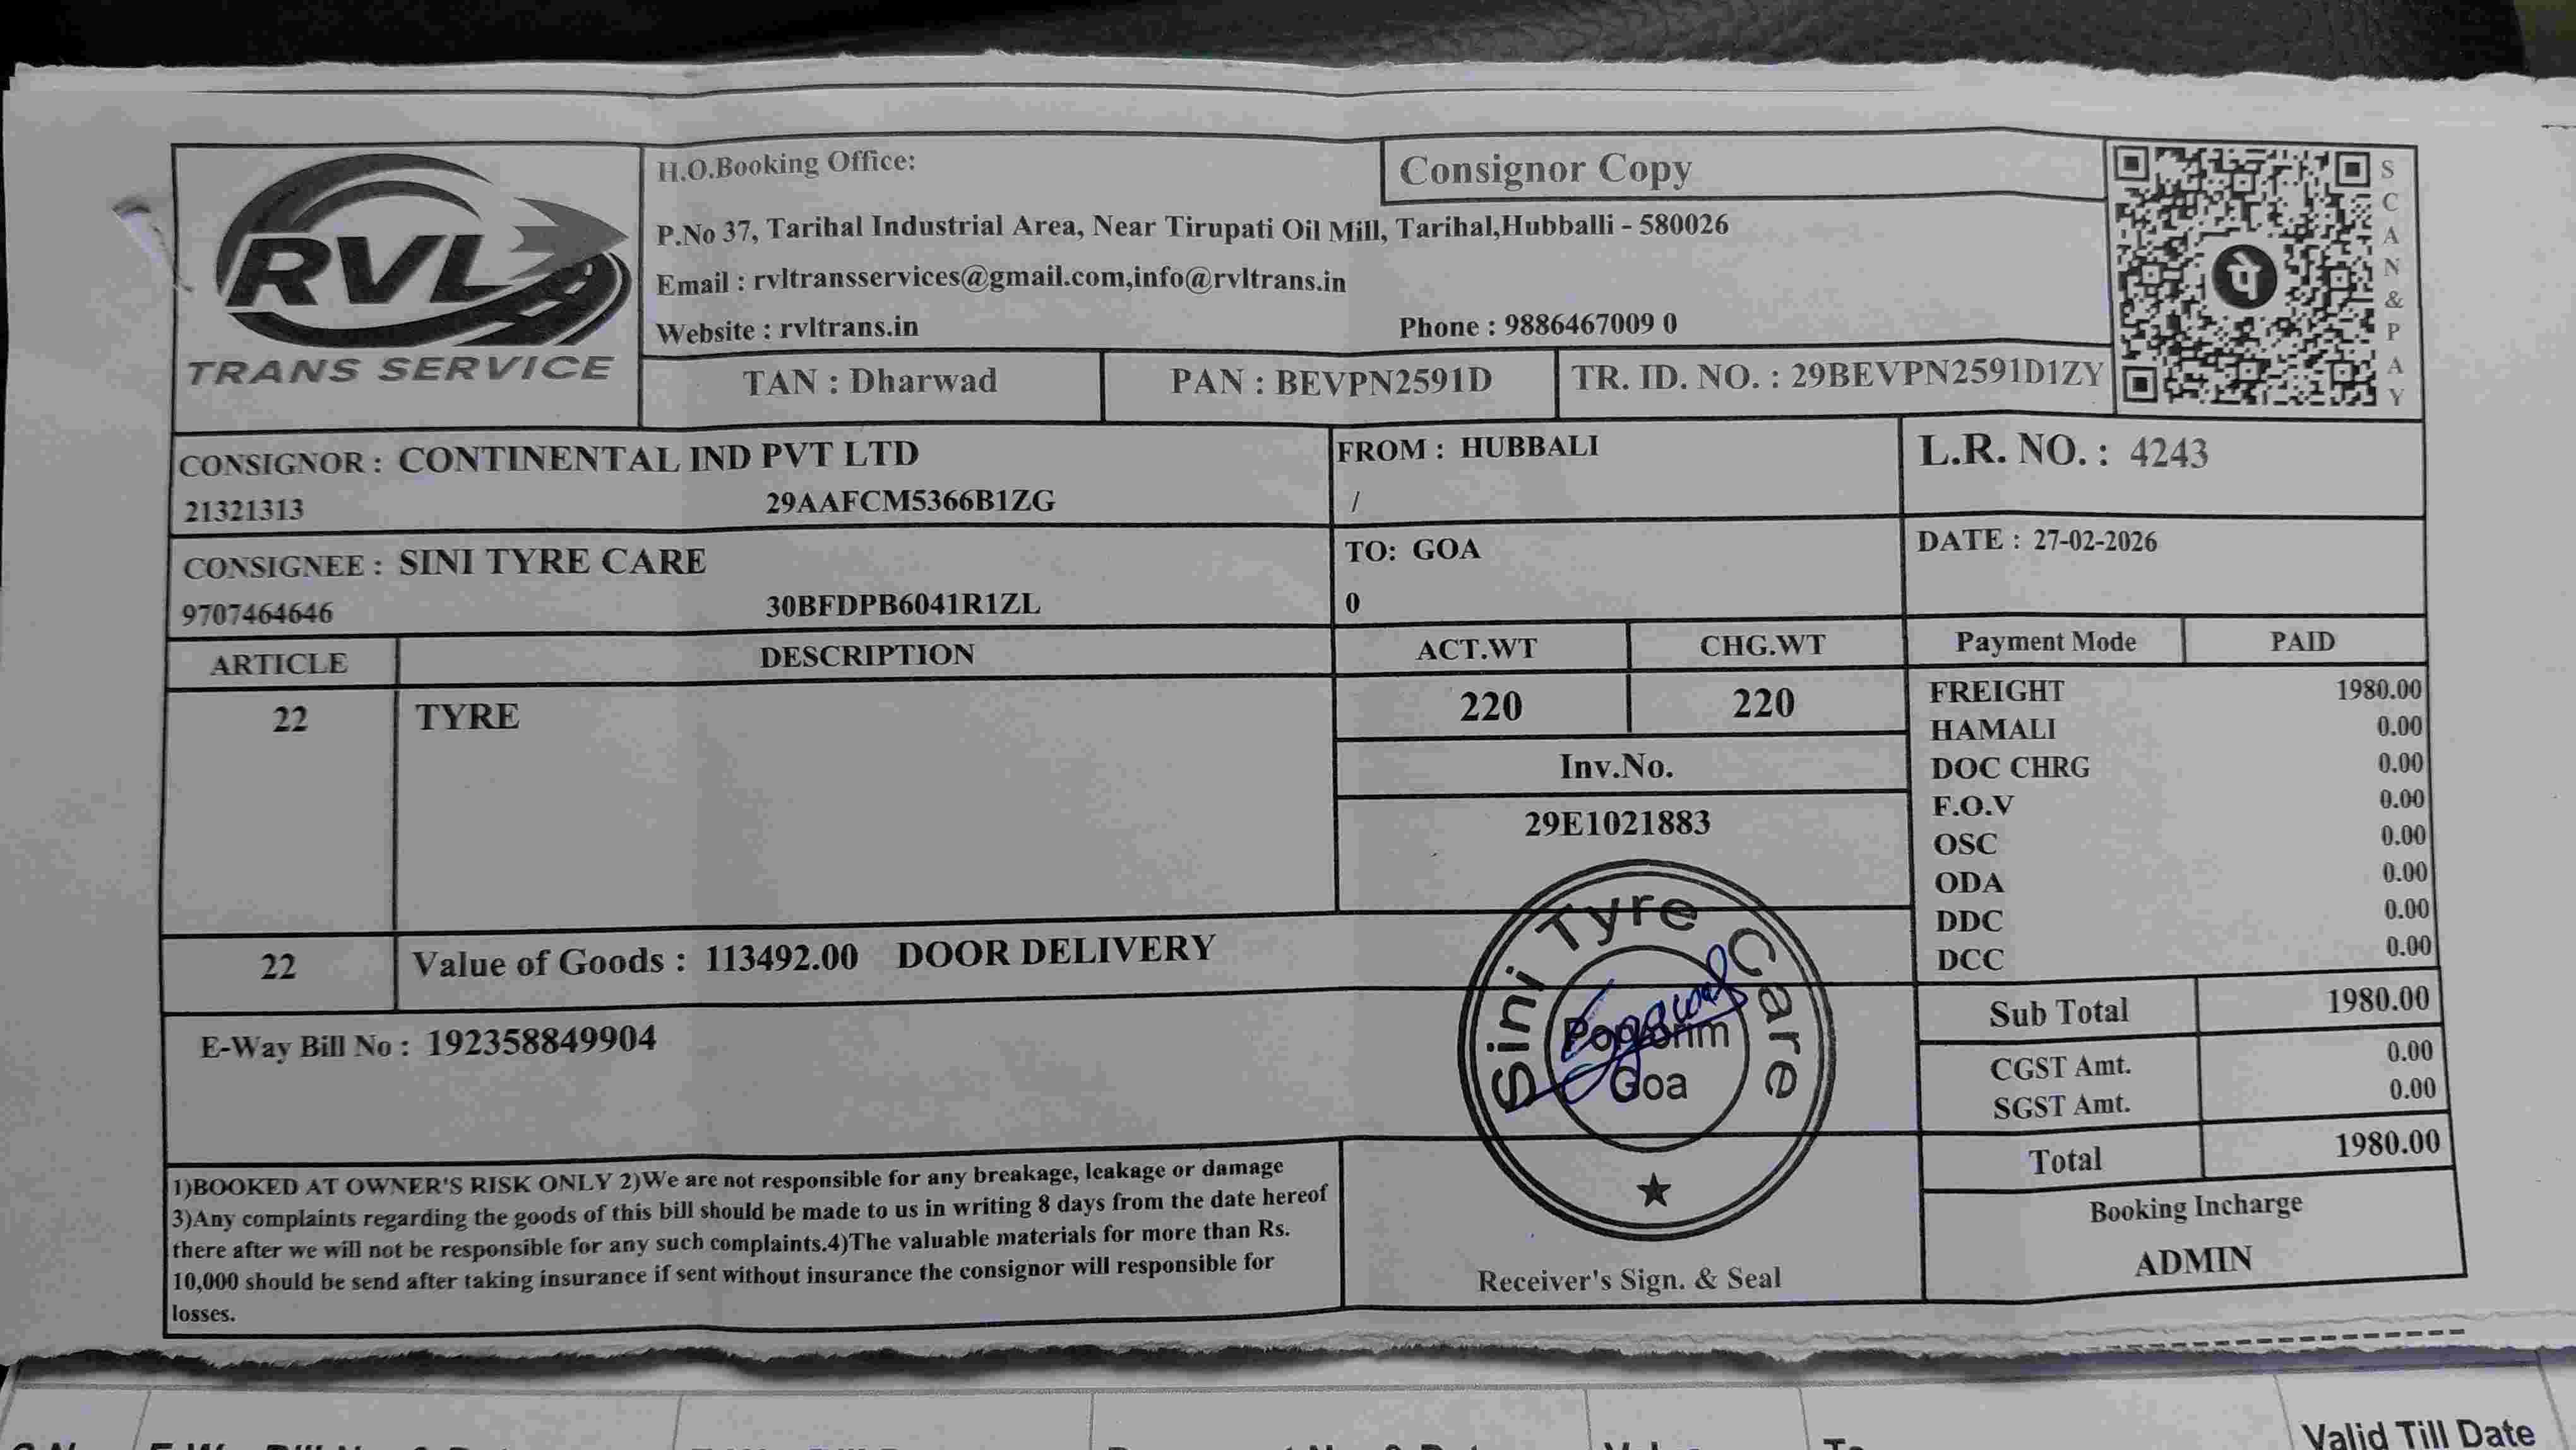 RVL
TRANS SERVICE
H.O.Booking Office:
Consignor Copy
P.No 37, Tarihal Industrial Area, Near Tirupati Oil Mill, Tarihal,Hubballi - 580026
Email : rvltransservices@gmail.com,info@rvltrans.in
Website : rvltrans.in Phone : 9886467009 0
TAN : Dharwad PAN : BEVPN2591D TR. ID. NO. : 29BEVPN2591D1ZY
पे
SCAN & PAY
CONSIGNOR : CONTINENTAL IND PVT LTD
21321313 29AAFCM5366B1ZG
FROM : HUBBALI
/
L.R. NO. : 4243
CONSIGNEE : SINI TYRE CARE
9707464646 30BFDPB6041R1ZL
TO: GOA
0
DATE : 27-02-2026
ARTICLE DESCRIPTION ACT.WT CHG.WT Payment Mode PAID
22 TYRE 220 220
Inv.No.
29E1021883
FREIGHT 1980.00
HAMALI 0.00
DOC CHRG 0.00
F.O.V 0.00
OSC 0.00
ODA 0.00
DDC 0.00
DCC 0.00
22 Value of Goods : 113492.00 DOOR DELIVERY
Sub Total 1980.00
E-Way Bill No : 192358849904
CGST Amt. 0.00
SGST Amt. 0.00
Total 1980.00
Sini Tyre Care
Goa
1)BOOKED AT OWNER'S RISK ONLY 2)We are not responsible for any breakage, leakage or damage
3)Any complaints regarding the goods of this bill should be made to us in writing 8 days from the date hereof
there after we will not be responsible for any such complaints.4)The valuable materials for more than Rs.
10,000 should be send after taking insurance if sent without insurance the consignor will responsible for
losses.
Receiver's Sign. & Seal
Booking Incharge
ADMIN
Valid Till Date